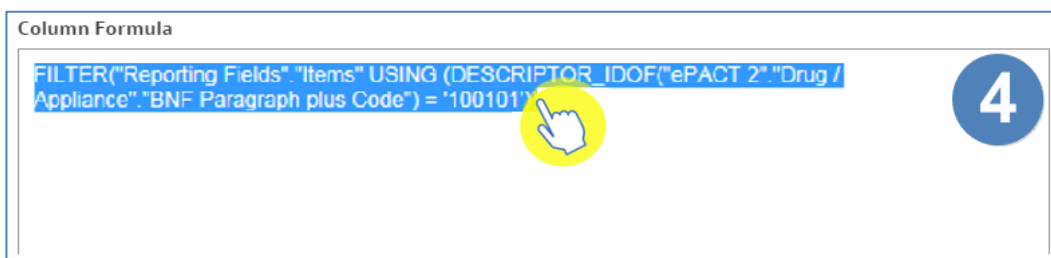 Column Formula
FILTER("Reporting Fields"."Items" USING (DESCRIPTOR_IDOF("ePACT 2"."Drug /
Appliance"."BNF Paragraph plus Code") = '100101'))
4